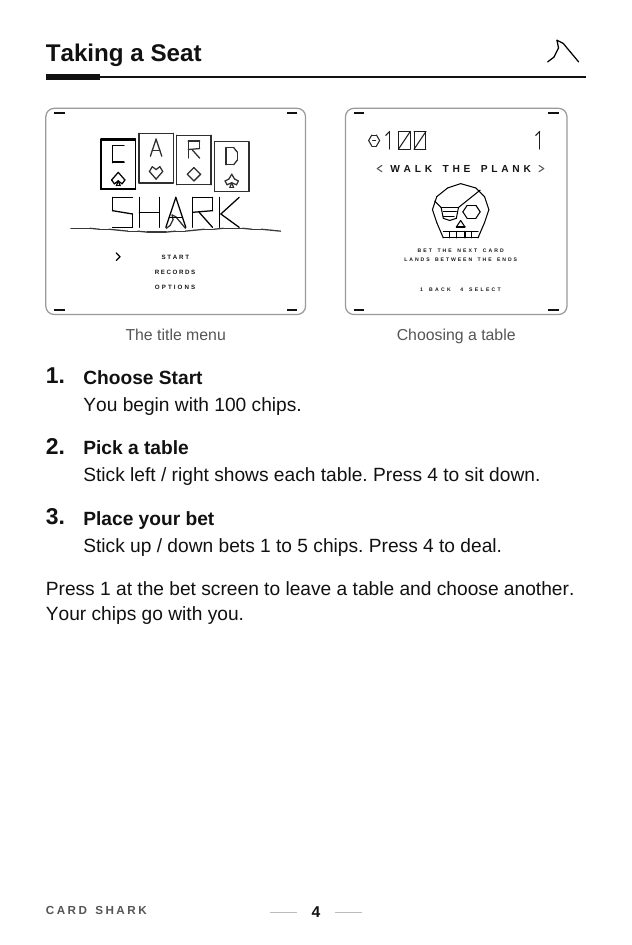 Taking a Seat
CARD
SHARK
> START
RECORDS
OPTIONS
100 1
< WALK THE PLANK >
BET THE NEXT CARD
LANDS BETWEEN THE ENDS
1 BACK 4 SELECT
The title menu
Choosing a table
1. Choose Start
You begin with 100 chips.
2. Pick a table
Stick left / right shows each table. Press 4 to sit down.
3. Place your bet
Stick up / down bets 1 to 5 chips. Press 4 to deal.
Press 1 at the bet screen to leave a table and choose another.
Your chips go with you.
CARD SHARK
4